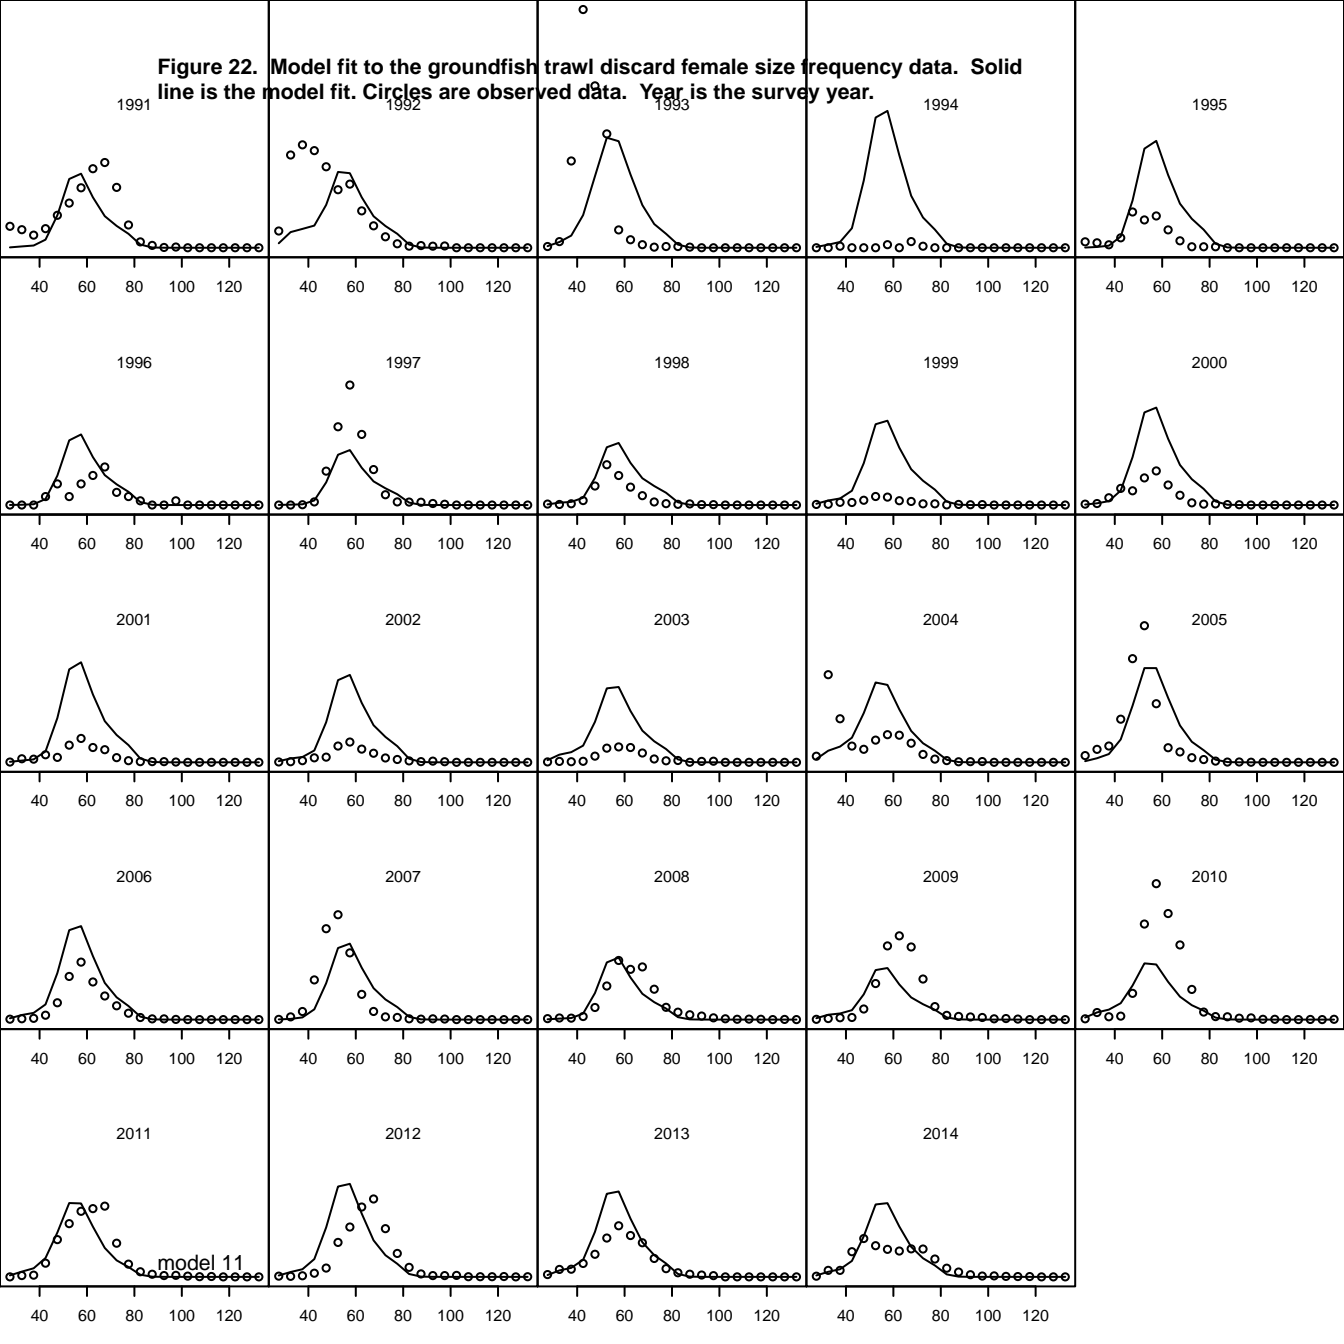 Figure 22. Model fit to the groundfish trawl discard female size frequency data. Solid
line is the model fit. Circles are observed data. Year is the survey year.
1991 1992 1993 1994 1995
40 60 80 100 120 40 60 80 100 120 40 60 80 100 120 40 60 80 100 120 40 60 80 100 120
1996 1997 1998 1999 2000
40 60 80 100 120 40 60 80 100 120 40 60 80 100 120 40 60 80 100 120 40 60 80 100 120
2001 2002 2003 2004 2005
40 60 80 100 120 40 60 80 100 120 40 60 80 100 120 40 60 80 100 120 40 60 80 100 120
2006 2007 2008 2009 2010
40 60 80 100 120 40 60 80 100 120 40 60 80 100 120 40 60 80 100 120 40 60 80 100 120
2011 2012 2013 2014
model 11
40 60 80 100 120 40 60 80 100 120 40 60 80 100 120 40 60 80 100 120